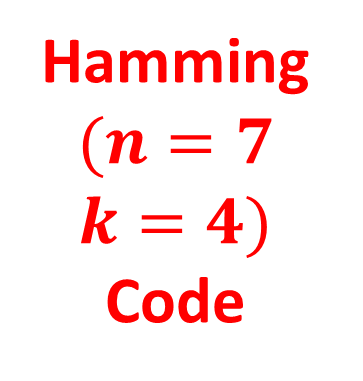 Hamming
(n = 7
k = 4)
Code